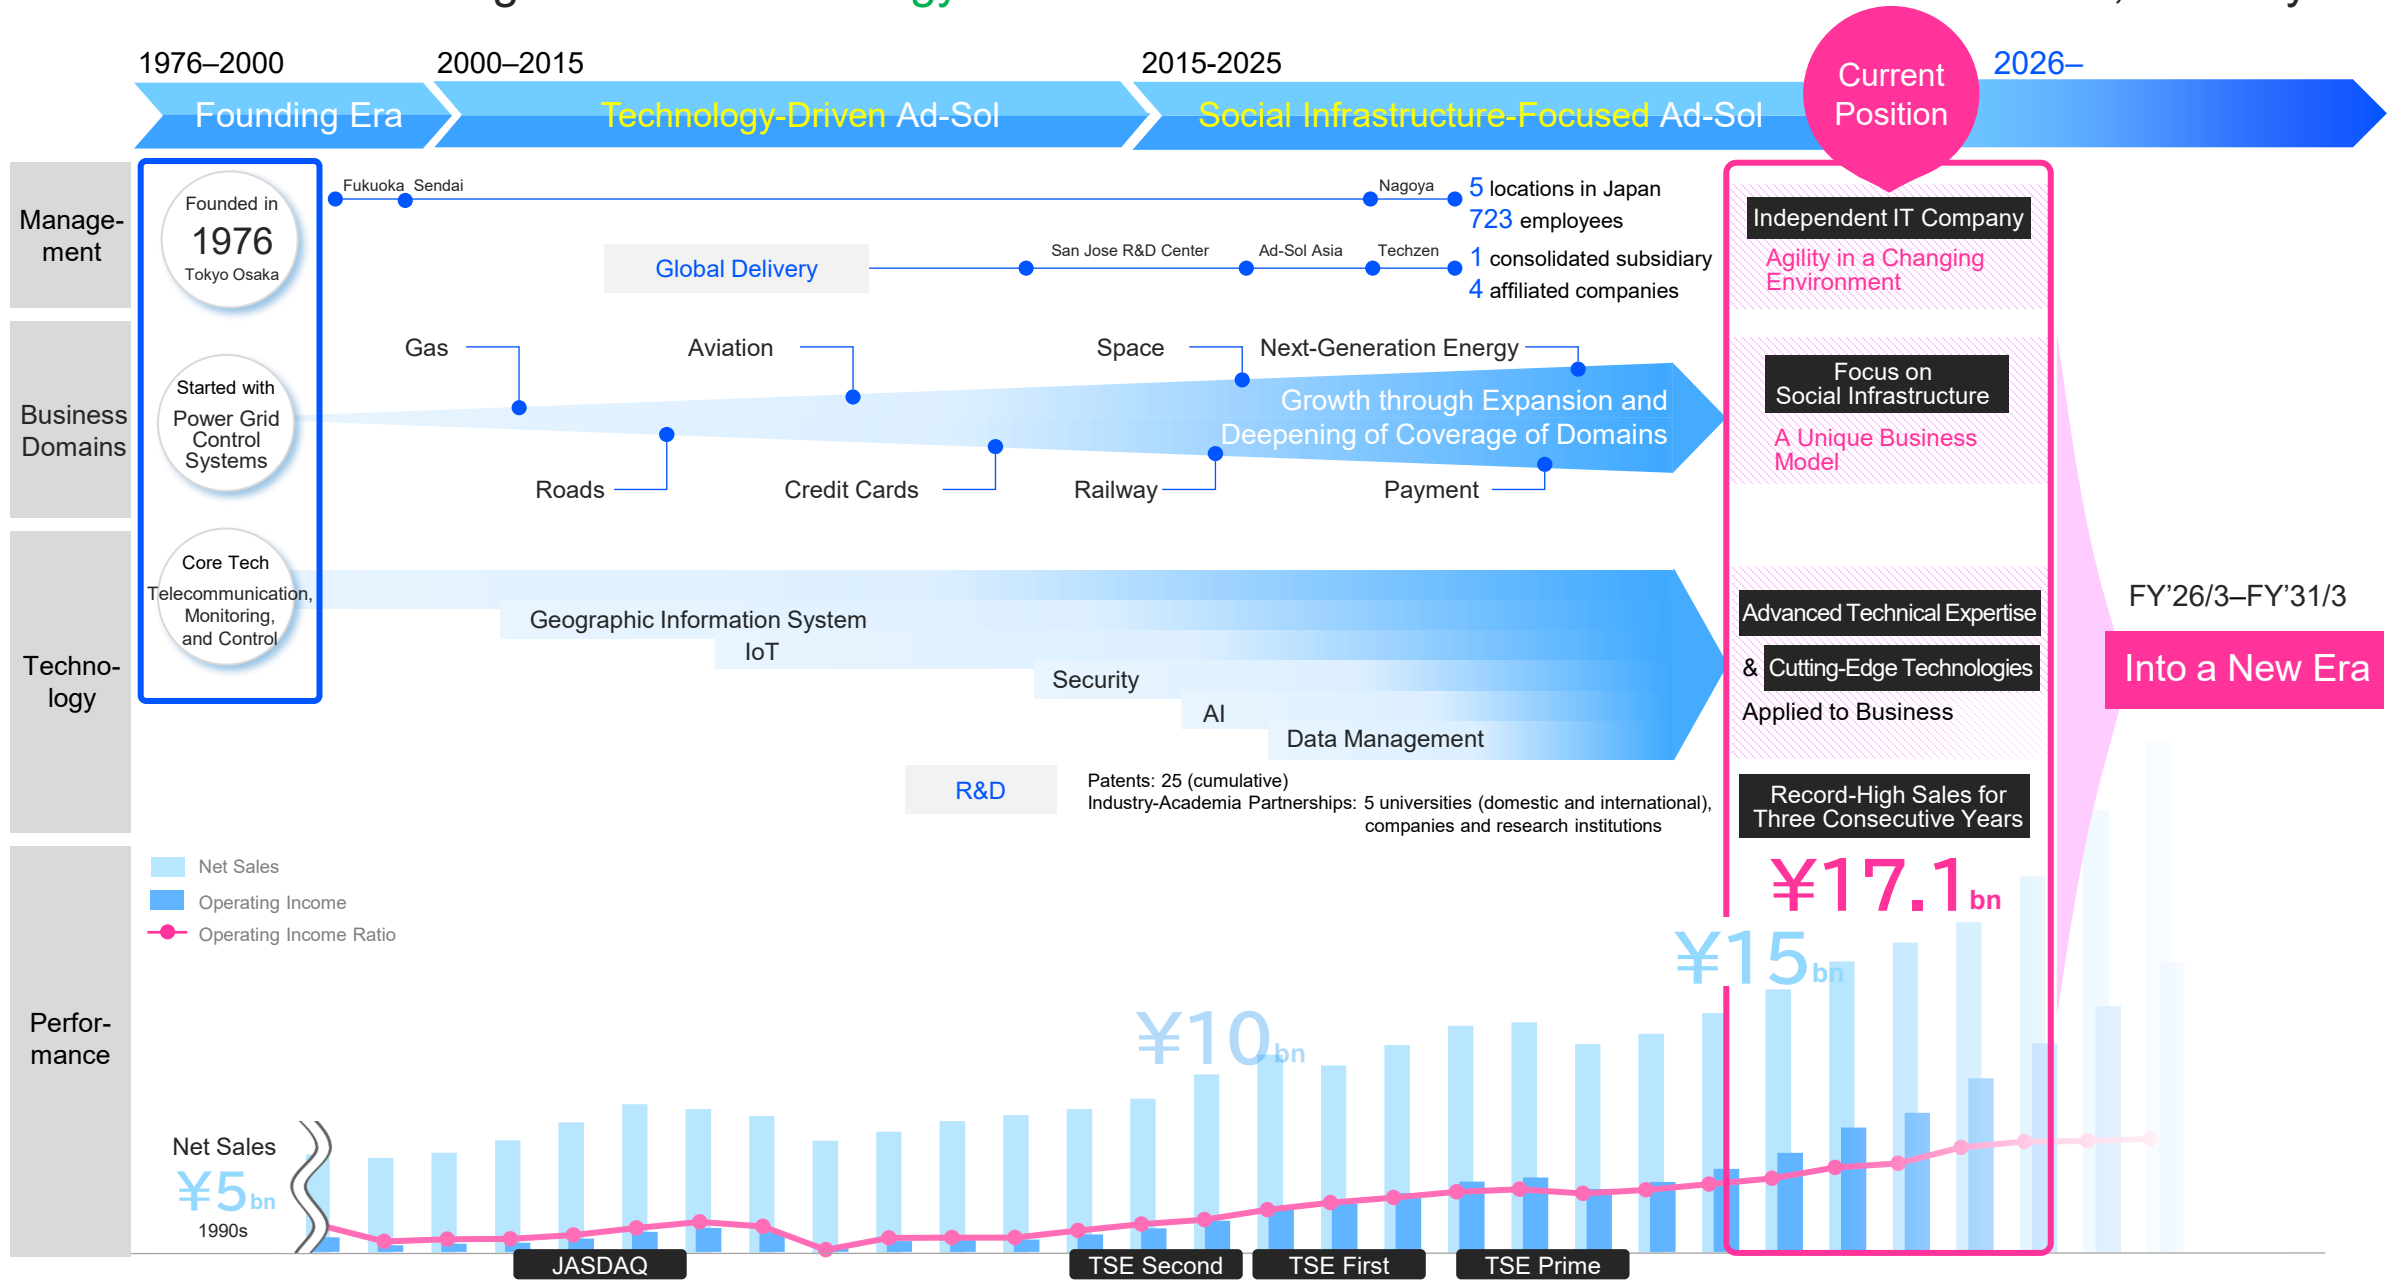 1976–2000
2000–2015
2015-2025
2026–
Founding Era
Technology-Driven Ad-Sol
Social Infrastructure-Focused Ad-Sol
Current
Position
Manage-
ment
Founded in
1976
Tokyo Osaka
Fukuoka
Sendai
Nagoya
5 locations in Japan
723 employees
Global Delivery
San Jose R&D Center
Ad-Sol Asia
Techzen
1 consolidated subsidiary
4 affiliated companies
Independent IT Company
Agility in a Changing
Environment
Business
Domains
Started with
Power Grid
Control
Systems
Gas
Aviation
Space
Next-Generation Energy
Growth through Expansion and
Deepening of Coverage of Domains
Roads
Credit Cards
Railway
Payment
Focus on
Social Infrastructure
A Unique Business
Model
Techno-
logy
Core Tech
Telecommunication,
Monitoring,
and Control
Geographic Information System
IoT
Security
AI
Data Management
R&D
Patents: 25 (cumulative)
Industry-Academia Partnerships: 5 universities (domestic and international),
companies and research institutions
Advanced Technical Expertise
& Cutting-Edge Technologies
Applied to Business
FY’26/3–FY’31/3
Into a New Era
Record-High Sales for
Three Consecutive Years
¥17.1bn
Perfor-
mance
Net Sales
Operating Income
Operating Income Ratio
¥15bn
¥10bn
Net Sales
¥5bn
1990s
JASDAQ
TSE Second
TSE First
TSE Prime